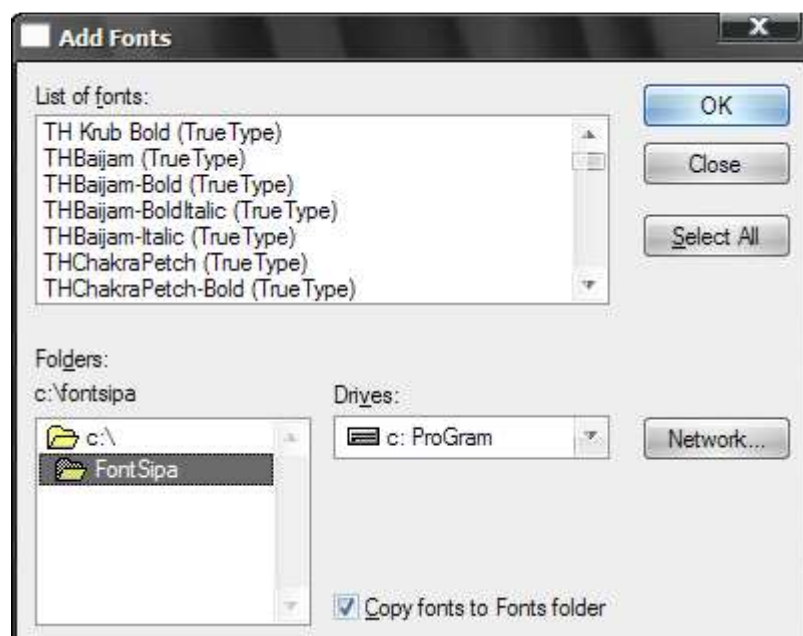 Add Fonts
X
List of fonts:
TH Krub Bold (TrueType)
THBaijam (TrueType)
THBaijam-Bold (TrueType)
THBaijam-BoldItalic (TrueType)
THBaijam-Italic (TrueType)
THChakraPetch (TrueType)
THChakraPetch-Bold (TrueType)
OK
Close
Select All
Folders:
c:\fontsipa
c:\
FontSipa
Drives:
c: ProGram
Network...
Copy fonts to Fonts folder